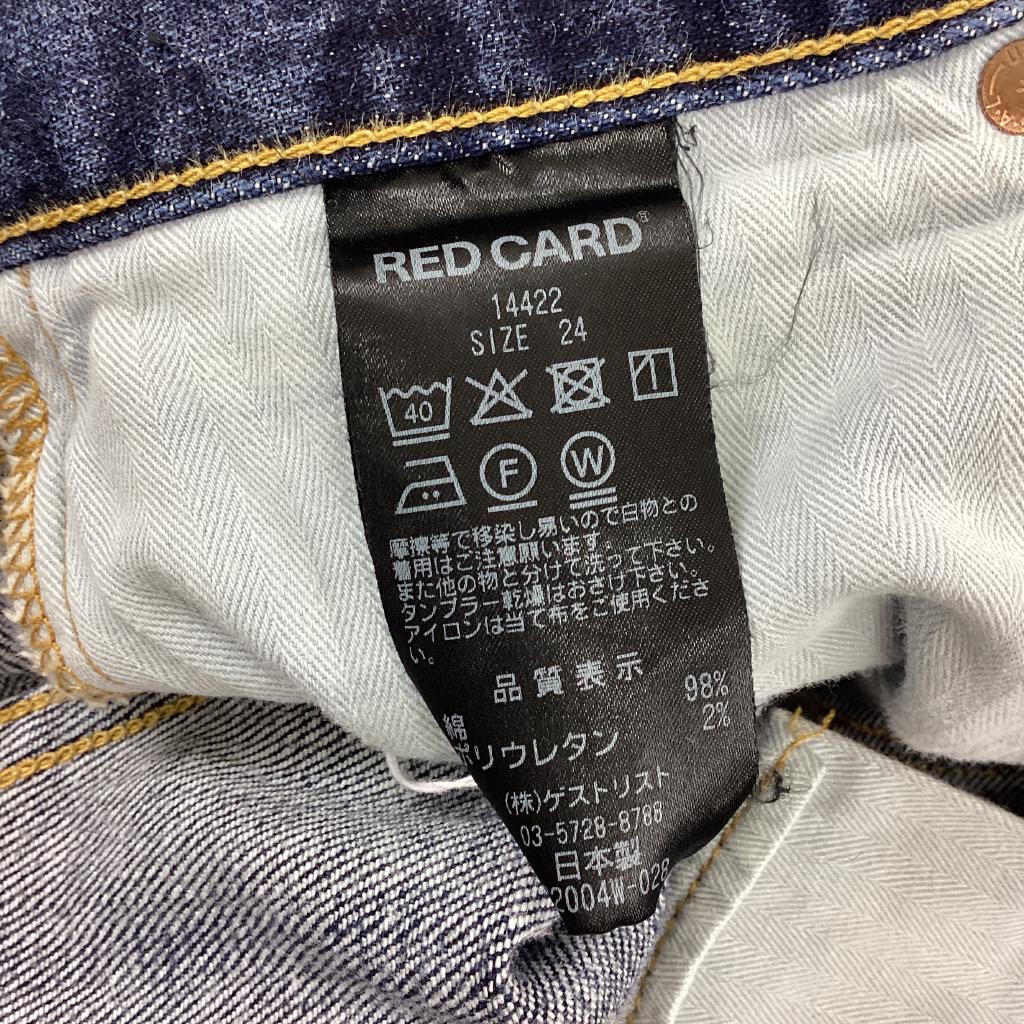 RED CARD®
14422
SIZE 24
40
F W
摩擦等で移染し易いので白物との
着用はご注意願います。
また他の物と分けて洗って下さい。
タンブラー乾燥はおさけ下さい。
アイロンは当て布をご使用くださ
い。
品質表示
綿 98%
ポリウレタン 2%
(株)ゲストリスト
03-5728-8788
日本製
2004W-028